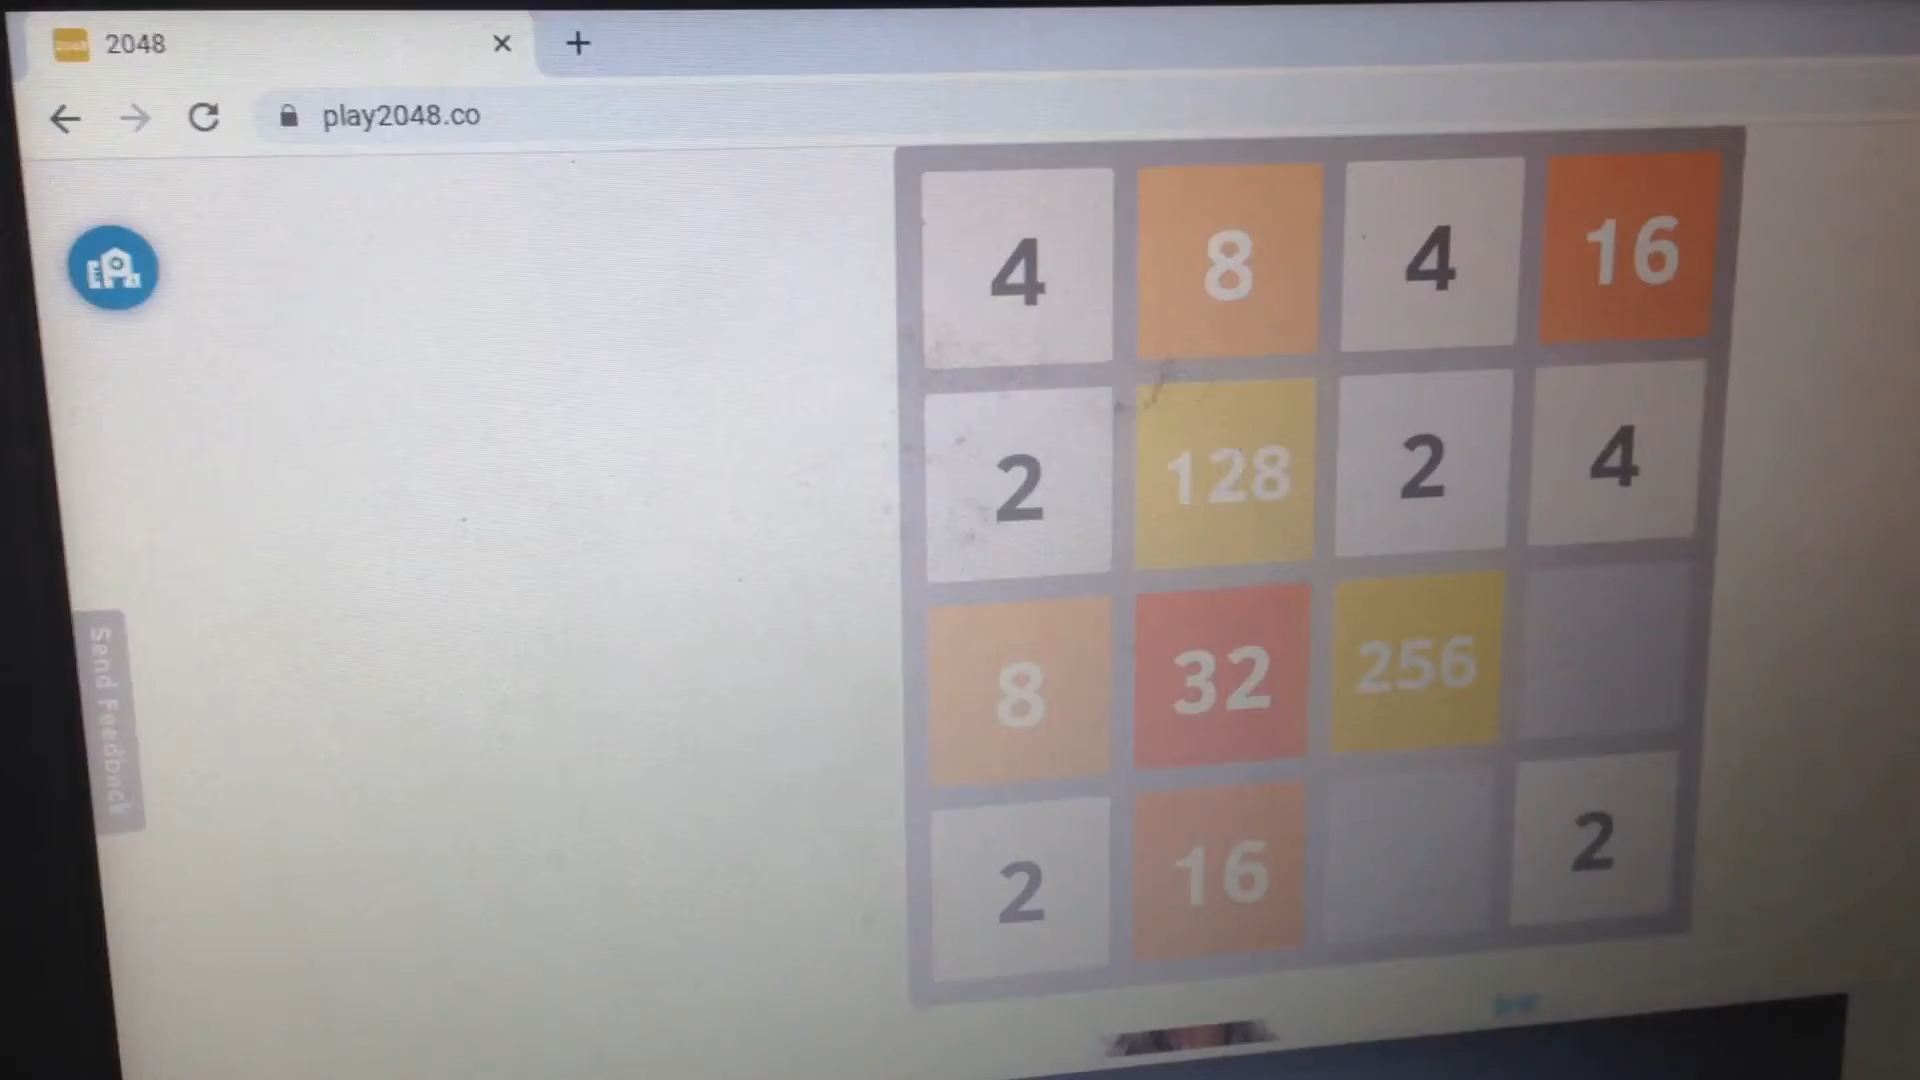 2048
play2048.co
4 8 4 16
2 128 2 4
8 32 256
2 16 2
Send Feedback